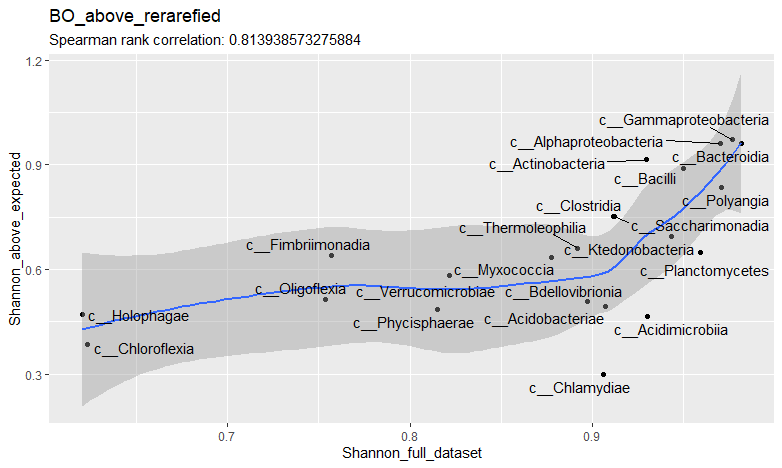 BO_above_rerarefied
Spearman rank correlation: 0.813938573275884
1.2
c__Gammaproteobacteria
c__Alphaproteobacteria
c__Bacteroidia
c__Actinobacteria
0.9
c__Bacilli
c__Polyangia
c__Clostridia
c__Saccharimonadia
c__Thermoleophilia
c__Fimbriimonadia
c__Ktedonobacteria
0.6
c__Myxococcia
c__Planctomycetes
c__Oligoflexia
c__Verrucomicrobiae
c__Bdellovibrionia
c__Holophagae
c__Phycisphaerae
c__Acidobacteriae
c__Acidimicrobiia
c__Chloroflexia
0.3
c__Chlamydiae
Shannon_above_expected
0.7
0.8
0.9
Shannon_full_dataset